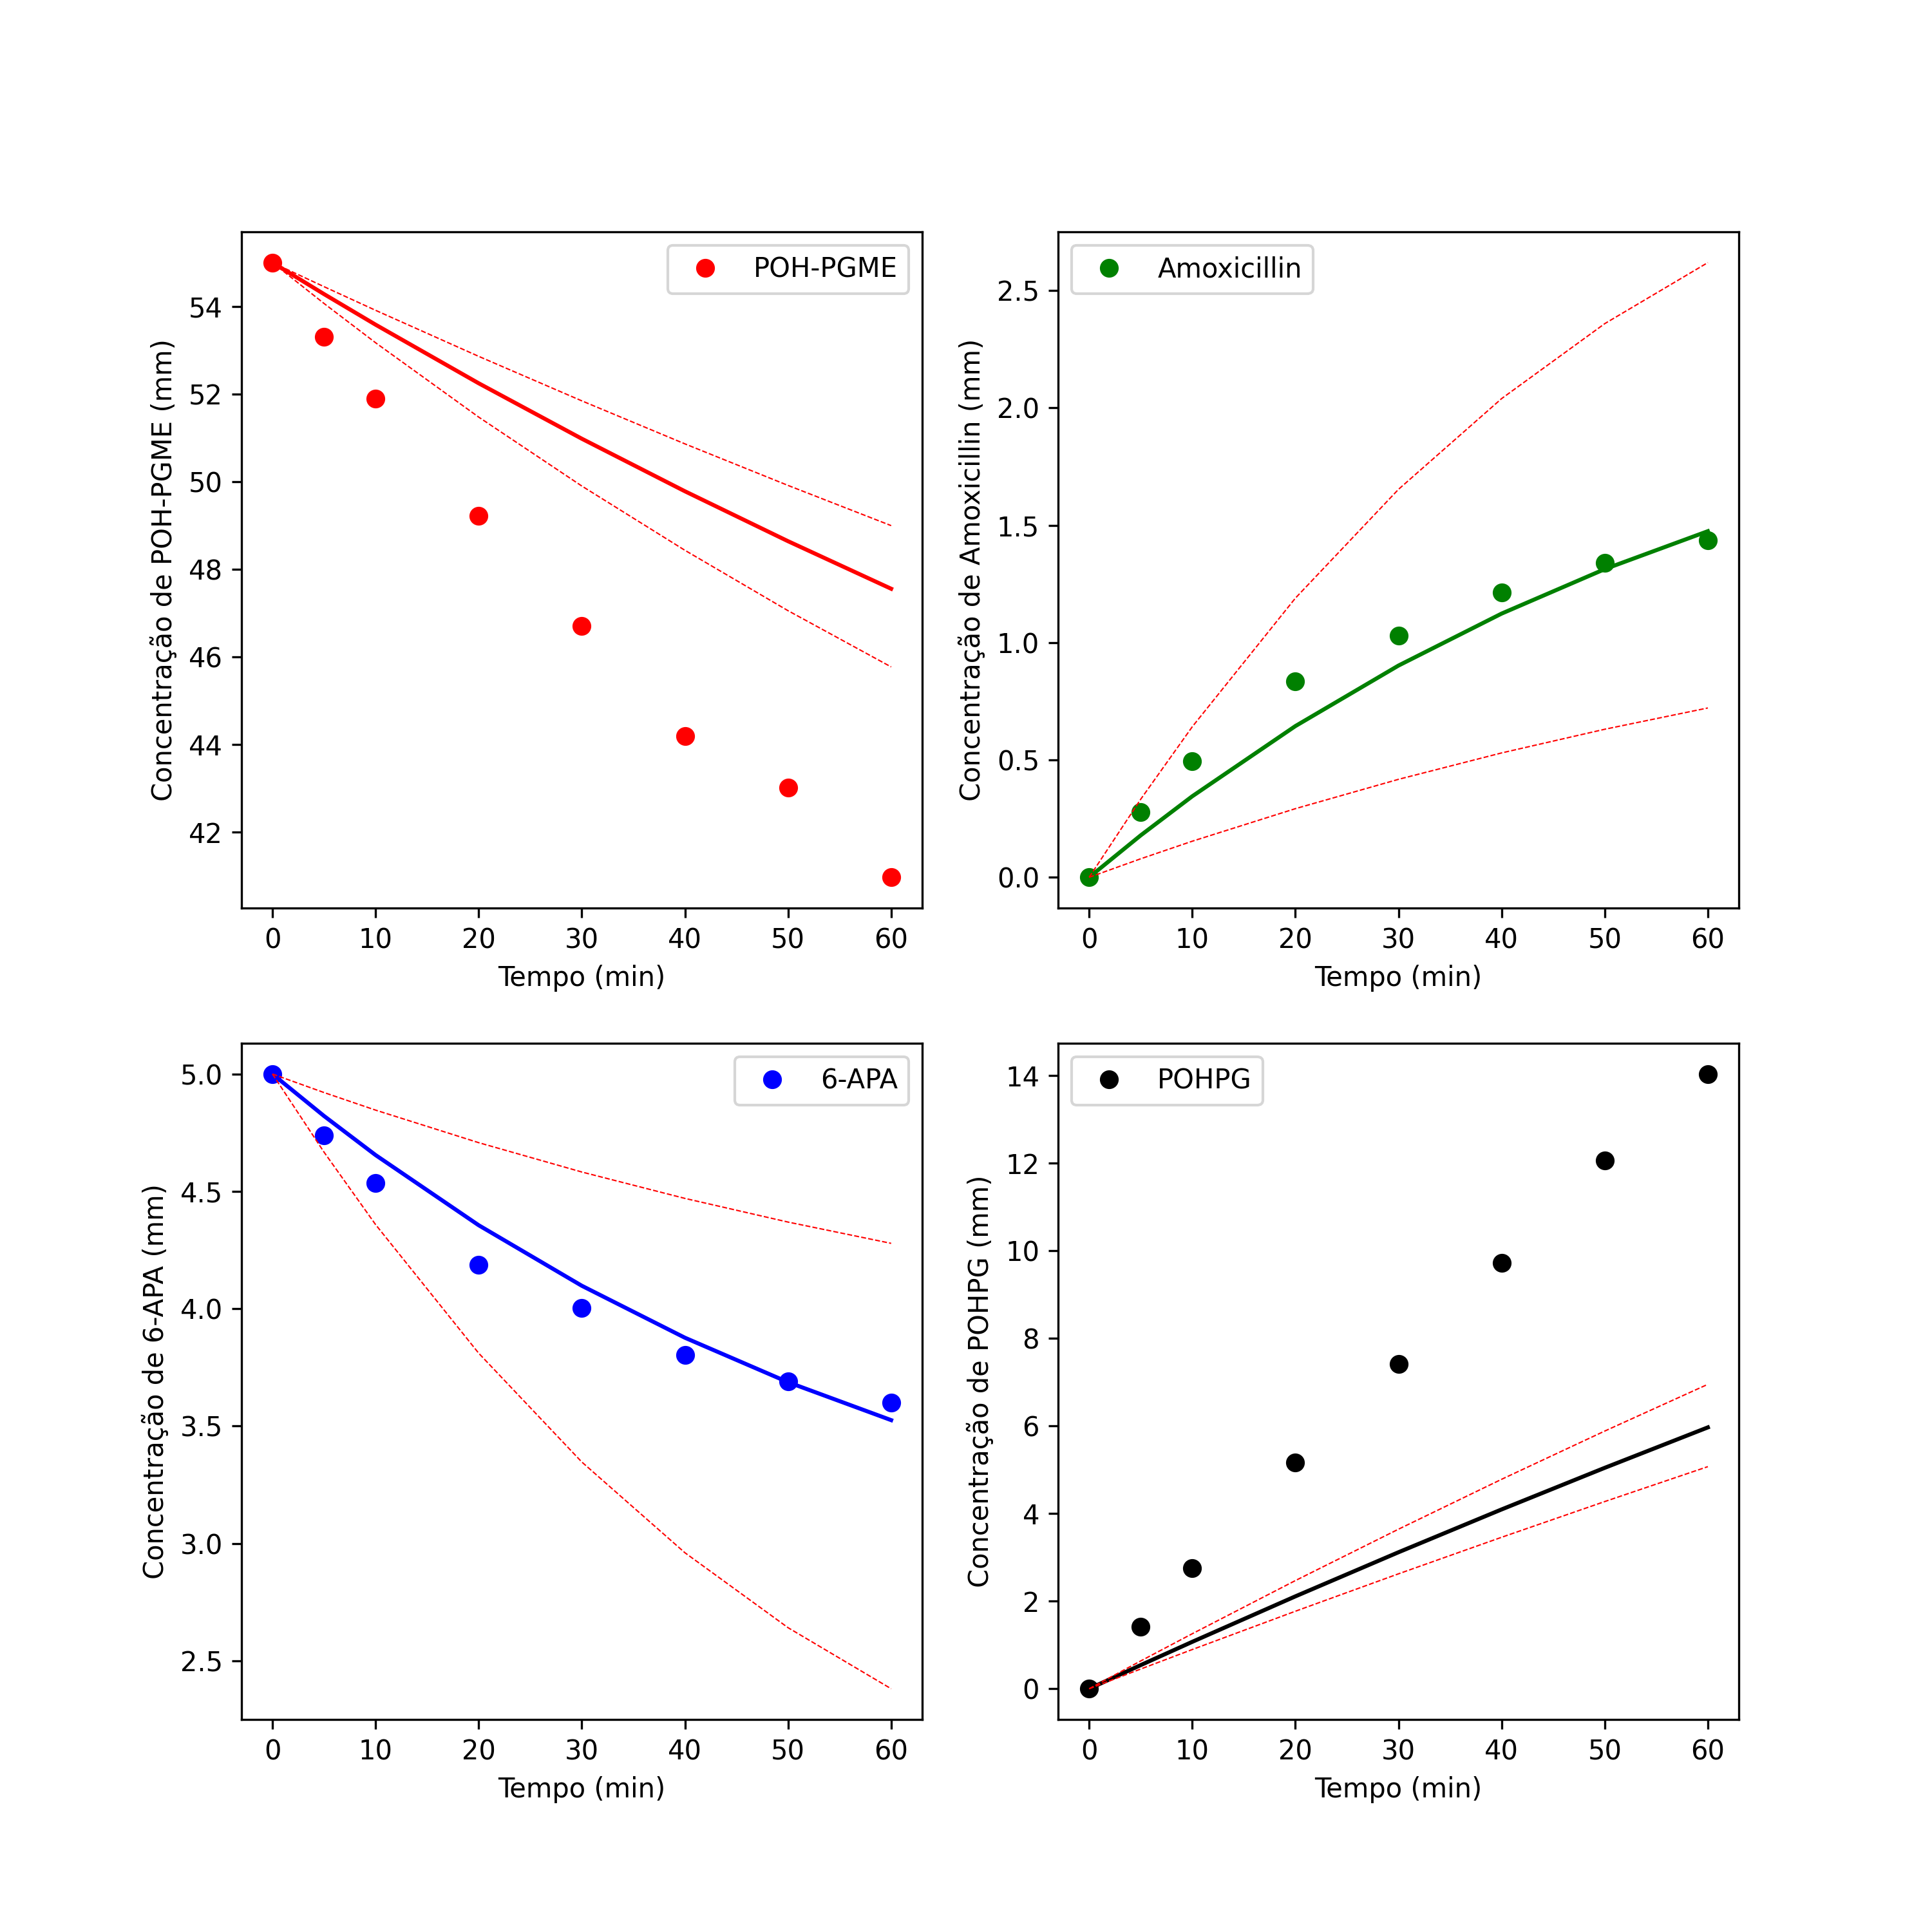 POH-PGME
Concentração de POH-PGME (mm)
54
52
50
48
46
44
42
0 10 20 30 40 50 60
Tempo (min)
Amoxicillin
Concentração de Amoxicillin (mm)
2.5
2.0
1.5
1.0
0.5
0.0
0 10 20 30 40 50 60
Tempo (min)
6-APA
Concentração de 6-APA (mm)
5.0
4.5
4.0
3.5
3.0
2.5
0 10 20 30 40 50 60
Tempo (min)
POHPG
Concentração de POHPG (mm)
14
12
10
8
6
4
2
0
0 10 20 30 40 50 60
Tempo (min)